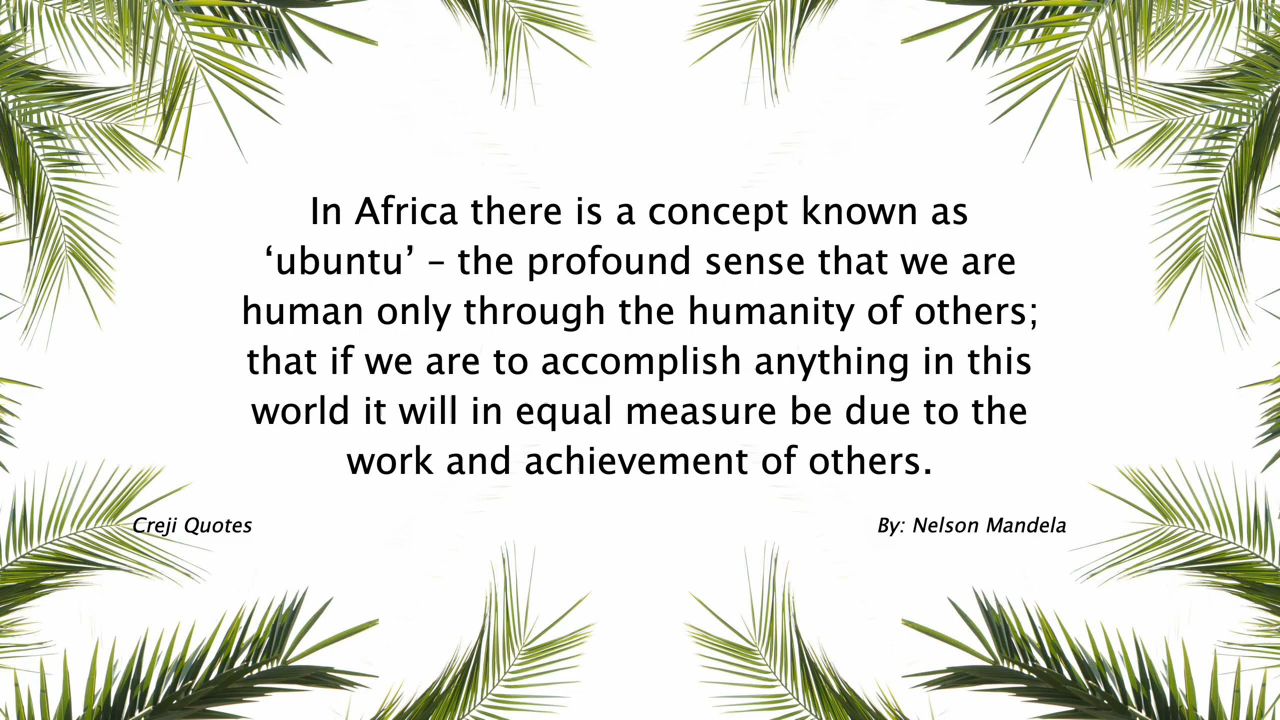 In Africa there is a concept known as
‘ubuntu’ – the profound sense that we are
human only through the humanity of others;
that if we are to accomplish anything in this
world it will in equal measure be due to the
work and achievement of others.
Creji Quotes
By: Nelson Mandela